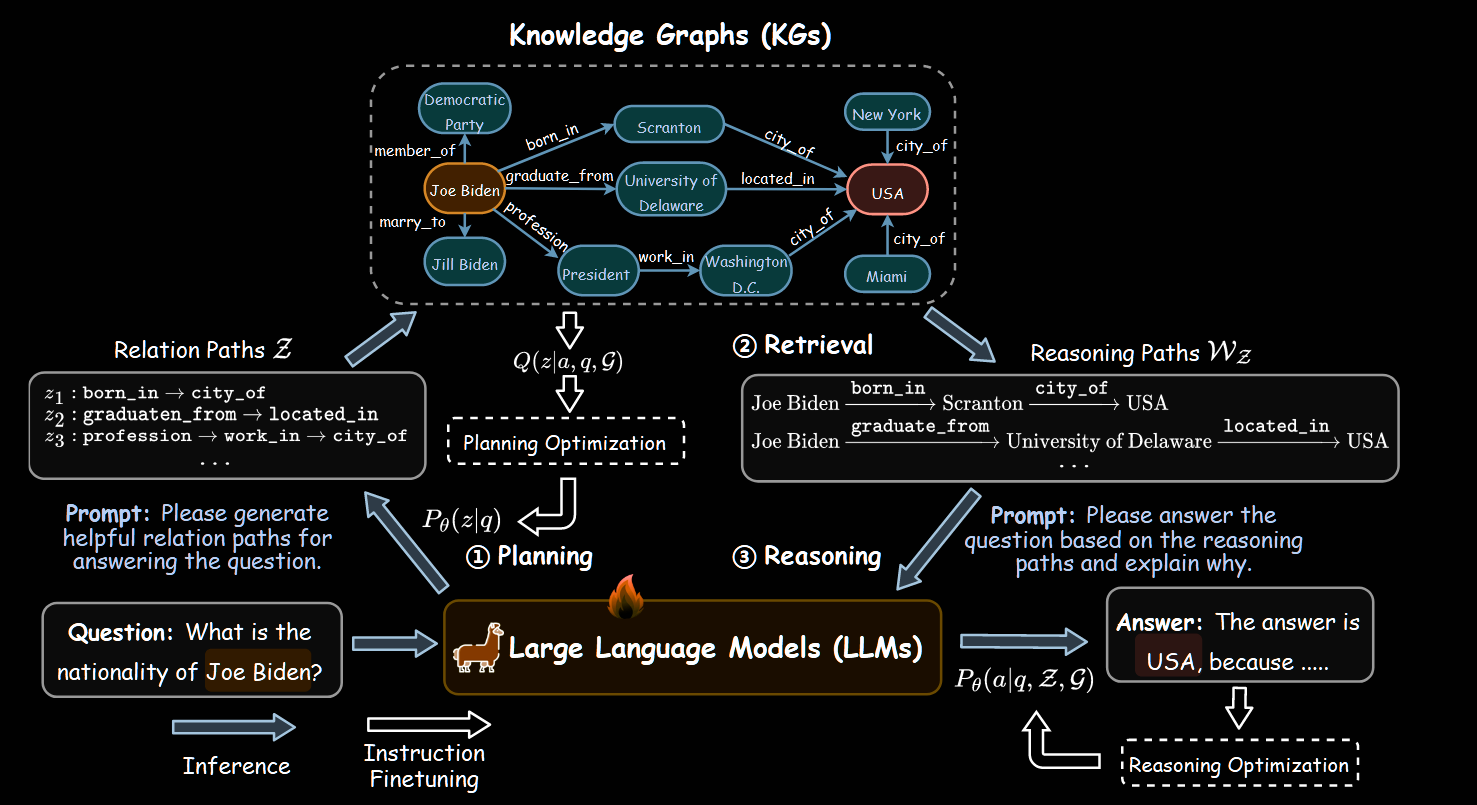 Knowledge Graphs (KGs)
Democratic
Party
member_of
Joe Biden
marry_to
Jill Biden
born_in
Scranton
city_of
graduate_from
University of
Delaware
located_in
profession
President
work_in
Washington
D.C.
city_of
New York
city_of
USA
city_of
Miami
Relation Paths 𝒵
z₁ : born_in → city_of
z₂ : graduaten_from → located_in
z₃ : profession → work_in → city_of
...
Q(z|a, q, 𝒢)
Planning Optimization
P_θ(z|q)
① Planning
② Retrieval
Reasoning Paths 𝒲_𝒵
Joe Biden born_in → Scranton city_of → USA
Joe Biden graduate_from → University of Delaware located_in → USA
...
Prompt: Please generate
helpful relation paths for
answering the question.
③ Reasoning
Prompt: Please answer the
question based on the reasoning
paths and explain why.
Question: What is the
nationality of Joe Biden?
Large Language Models (LLMs)
P_θ(a|q, 𝒵, 𝒢)
Answer: The answer is
USA, because .....
Reasoning Optimization
Inference
Instruction
Finetuning